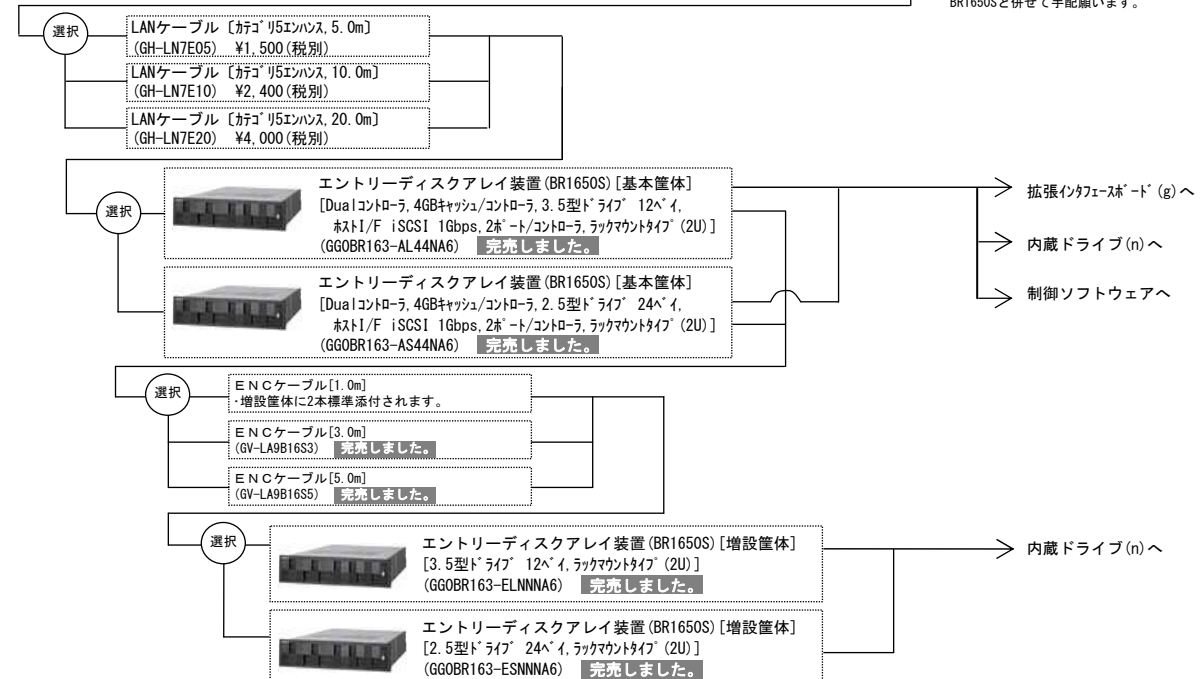 BR1650Sと併せて手配願います。
選択
LANケーブル〔ｶﾃｺﾞﾘ5ｴﾝﾊﾝｽ,5.0m〕
(GH-LN7E05) ¥1,500(税別)
LANケーブル〔ｶﾃｺﾞﾘ5ｴﾝﾊﾝｽ,10.0m〕
(GH-LN7E10) ¥2,400(税別)
LANケーブル〔ｶﾃｺﾞﾘ5ｴﾝﾊﾝｽ,20.0m〕
(GH-LN7E20) ¥4,000(税別)
選択
エントリーディスクアレイ装置(BR1650S)[基本筐体]
[Dualｺﾝﾄﾛｰﾗ,4GBｷｬｯｼｭ/ｺﾝﾄﾛｰﾗ,3.5型ﾄﾞﾗｲﾌﾞ 12ﾍﾞｲ,
ﾎｽﾄI/F iSCSI 1Gbps,2ﾎﾟｰﾄ/ｺﾝﾄﾛｰﾗ,ﾗｯｸﾏｳﾝﾄﾀｲﾌﾟ(2U)]
(GG0BR163-AL44NA6) 完売しました。
エントリーディスクアレイ装置(BR1650S)[基本筐体]
[Dualｺﾝﾄﾛｰﾗ,4GBｷｬｯｼｭ/ｺﾝﾄﾛｰﾗ,2.5型ﾄﾞﾗｲﾌﾞ 24ﾍﾞｲ,
ﾎｽﾄI/F iSCSI 1Gbps,2ﾎﾟｰﾄ/ｺﾝﾄﾛｰﾗ,ﾗｯｸﾏｳﾝﾄﾀｲﾌﾟ(2U)]
(GG0BR163-AS44NA6) 完売しました。
拡張ｲﾝﾀﾌｪｰｽﾎﾞｰﾄﾞ(g)へ
内蔵ドライブ(n)へ
制御ソフトウェアへ
選択
ＥＮＣケーブル[1.0m]
・増設筐体に2本標準添付されます。
ＥＮＣケーブル[3.0m]
(GV-LA9B16S3) 完売しました。
ＥＮＣケーブル[5.0m]
(GV-LA9B16S5) 完売しました。
選択
エントリーディスクアレイ装置(BR1650S)[増設筐体]
[3.5型ﾄﾞﾗｲﾌﾞ 12ﾍﾞｲ,ﾗｯｸﾏｳﾝﾄﾀｲﾌﾟ(2U)]
(GG0BR163-ELNNNA6) 完売しました。
エントリーディスクアレイ装置(BR1650S)[増設筐体]
[2.5型ﾄﾞﾗｲﾌﾞ 24ﾍﾞｲ,ﾗｯｸﾏｳﾝﾄﾀｲﾌﾟ(2U)]
(GG0BR163-ESNNNA6) 完売しました。
内蔵ドライブ(n)へ